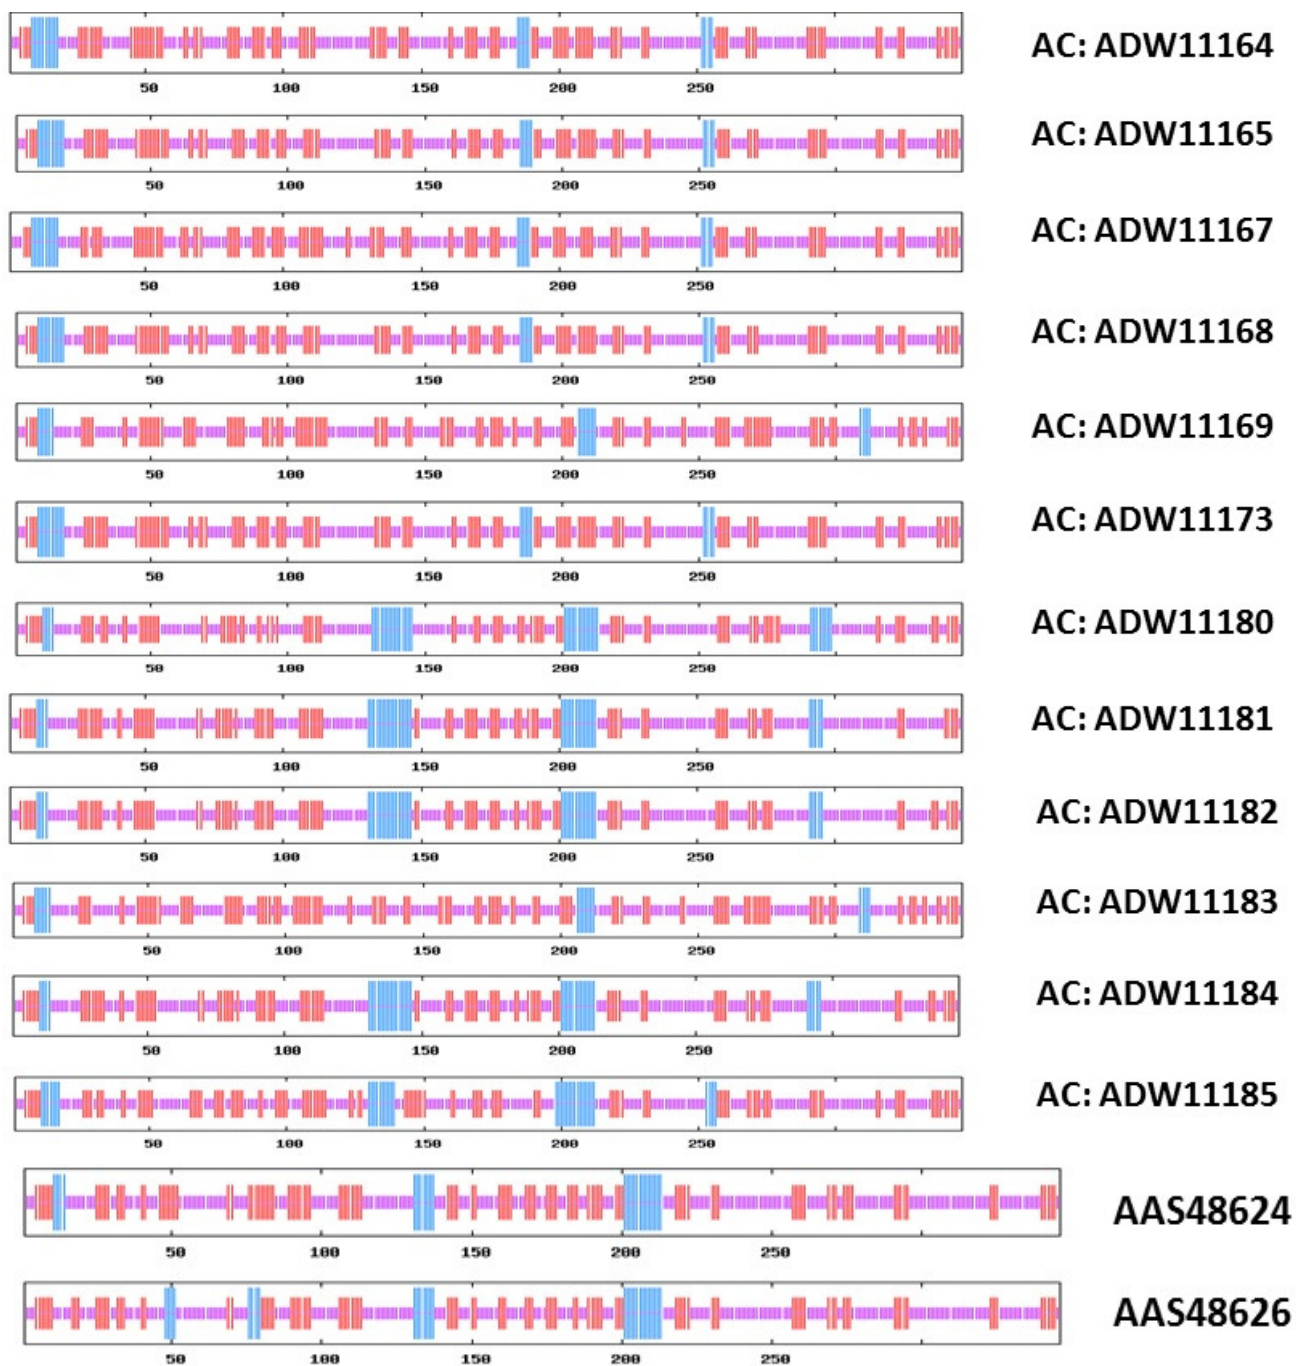 AC: ADW11164
50 100 150 200 250
AC: ADW11165
50 100 150 200 250
AC: ADW11167
50 100 150 200 250
AC: ADW11168
50 100 150 200 250
AC: ADW11169
50 100 150 200 250
AC: ADW11173
50 100 150 200 250
AC: ADW11180
50 100 150 200 250
AC: ADW11181
50 100 150 200 250
AC: ADW11182
50 100 150 200 250
AC: ADW11183
50 100 150 200 250
AC: ADW11184
50 100 150 200 250
AC: ADW11185
50 100 150 200 250
AAS48624
50 100 150 200 250
AAS48626
50 100 150 200 250